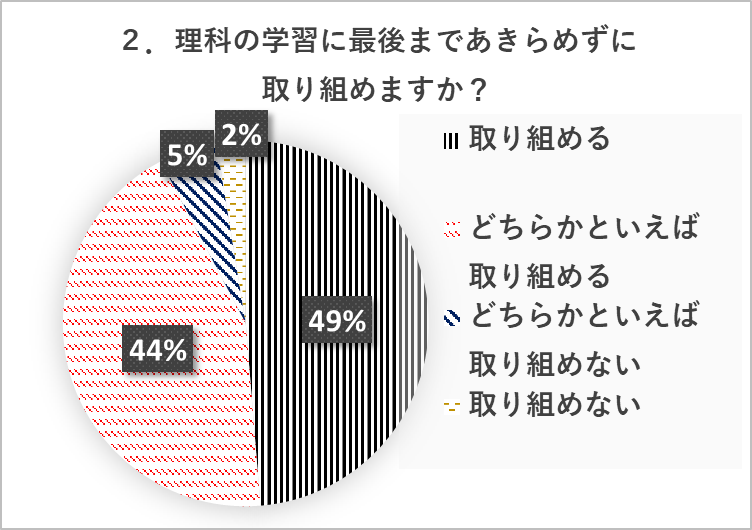 ２．理科の学習に最後まであきらめずに
取り組めますか？
2%
5%
49%
44%
取り組める
どちらかといえば
取り組める
どちらかといえば
取り組めない
取り組めない